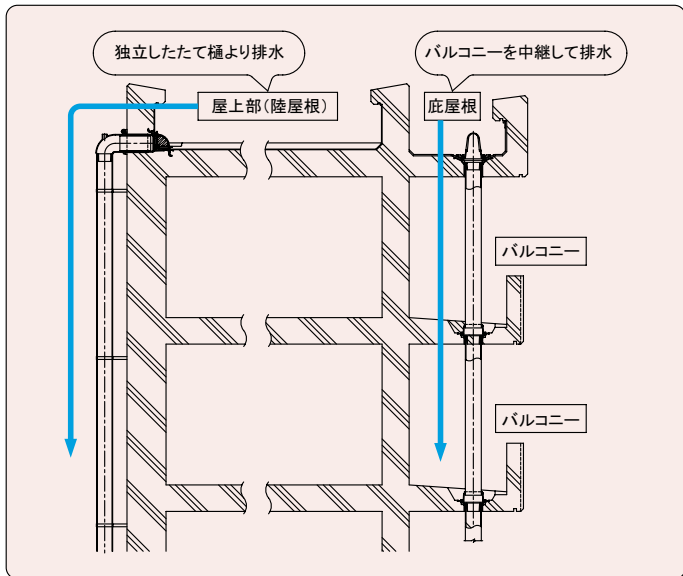 独立したたて樋より排水
バルコニーを中継して排水
屋上部（陸屋根）
庇屋根
バルコニー
バルコニー